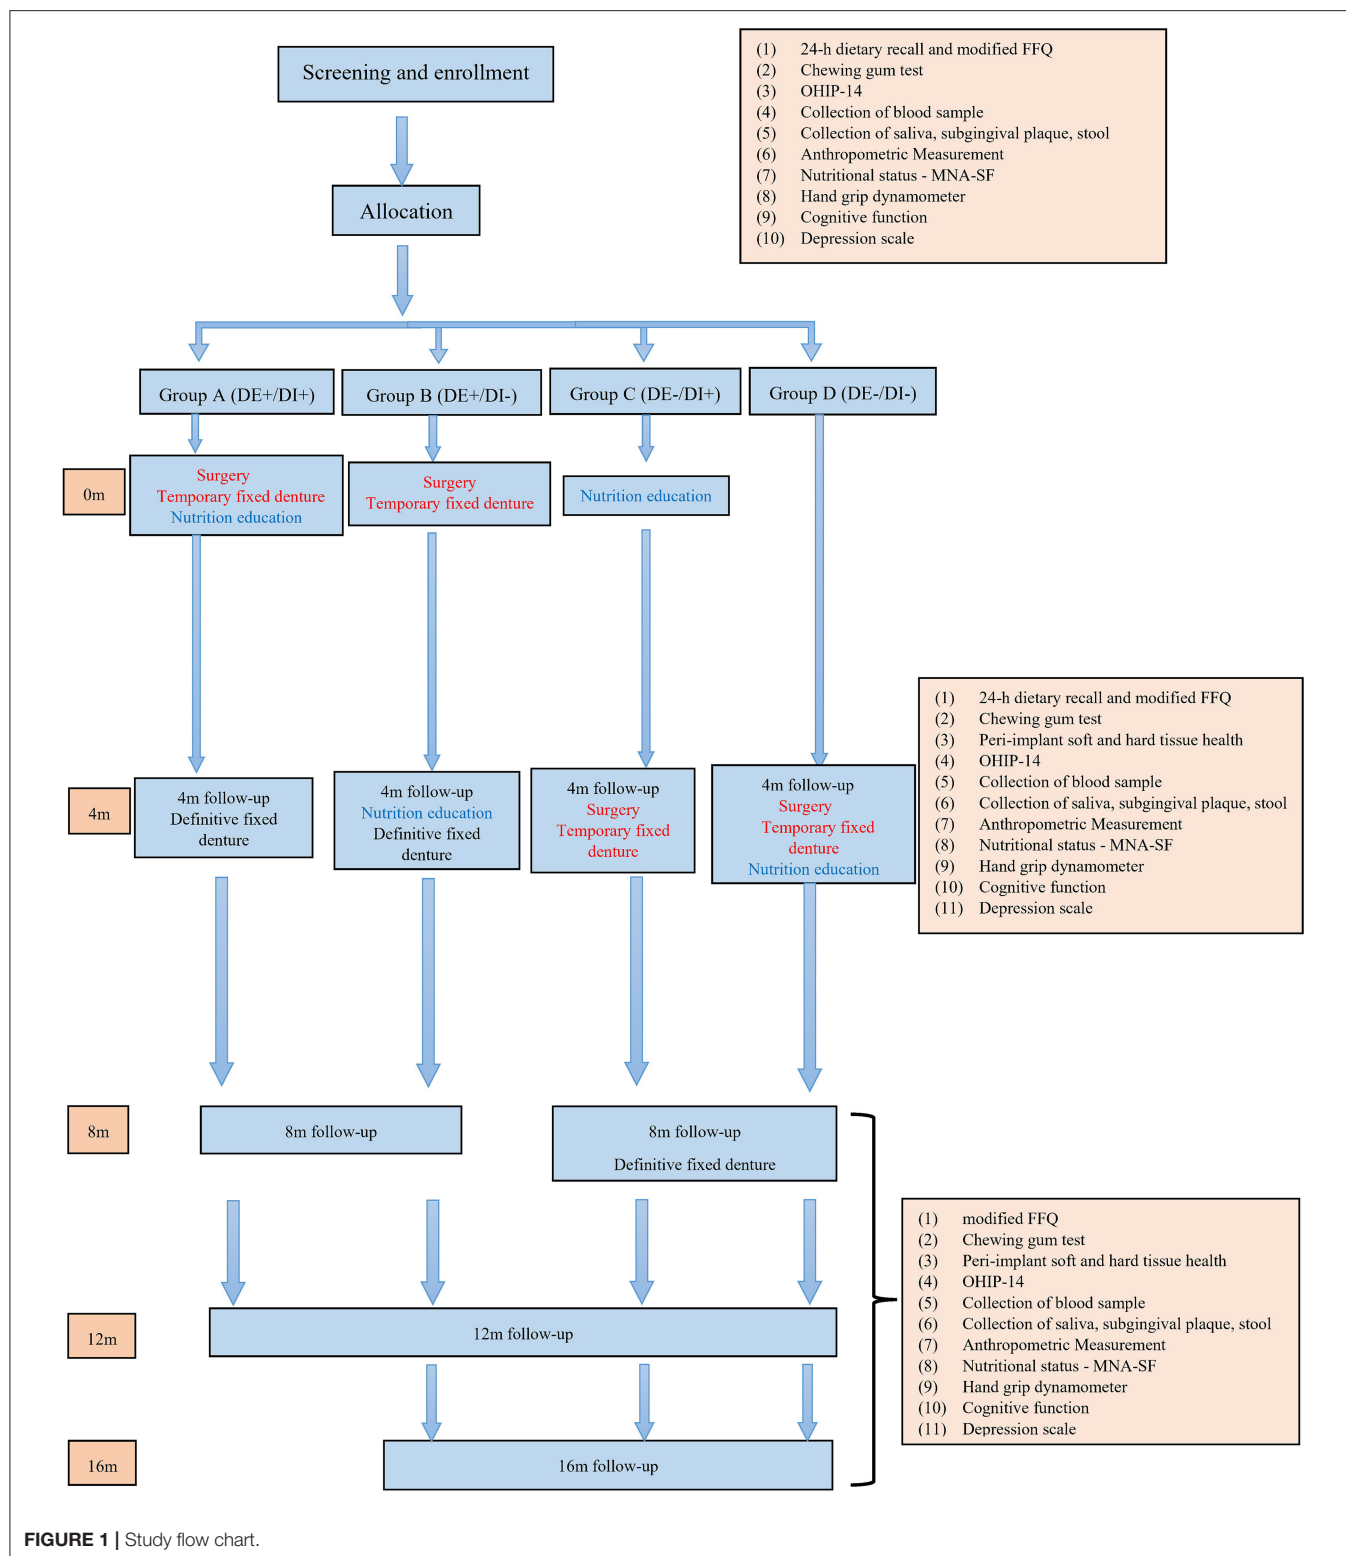 Screening and enrollment
(1) 24-h dietary recall and modified FFQ
(2) Chewing gum test
(3) OHIP-14
(4) Collection of blood sample
(5) Collection of saliva, subgingival plaque, stool
(6) Anthropometric Measurement
(7) Nutritional status - MNA-SF
(8) Hand grip dynamometer
(9) Cognitive function
(10) Depression scale
Allocation
Group A (DE+/DI+)
Group B (DE+/DI-)
Group C (DE-/DI+)
Group D (DE-/DI-)
0m
Surgery
Temporary fixed denture
Nutrition education
Surgery
Temporary fixed denture
Nutrition education
4m
4m follow-up
Definitive fixed
denture
4m follow-up
Nutrition education
Definitive fixed
denture
4m follow-up
Surgery
Temporary fixed
denture
4m follow-up
Surgery
Temporary fixed
denture
Nutrition education
(1) 24-h dietary recall and modified FFQ
(2) Chewing gum test
(3) Peri-implant soft and hard tissue health
(4) OHIP-14
(5) Collection of blood sample
(6) Collection of saliva, subgingival plaque, stool
(7) Anthropometric Measurement
(8) Nutritional status - MNA-SF
(9) Hand grip dynamometer
(10) Cognitive function
(11) Depression scale
8m
8m follow-up
8m follow-up
Definitive fixed denture
(1) modified FFQ
(2) Chewing gum test
(3) Peri-implant soft and hard tissue health
(4) OHIP-14
(5) Collection of blood sample
(6) Collection of saliva, subgingival plaque, stool
(7) Anthropometric Measurement
(8) Nutritional status - MNA-SF
(9) Hand grip dynamometer
(10) Cognitive function
(11) Depression scale
12m
12m follow-up
16m
16m follow-up
FIGURE 1 | Study flow chart.